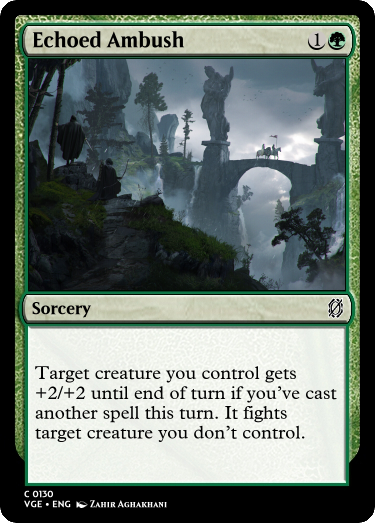 Echoed Ambush 1
Sorcery
Target creature you control gets
+2/+2 until end of turn if you've cast
another spell this turn. It fights
target creature you don't control.
C 0130
VGE • ENG Zahir Aghakhani